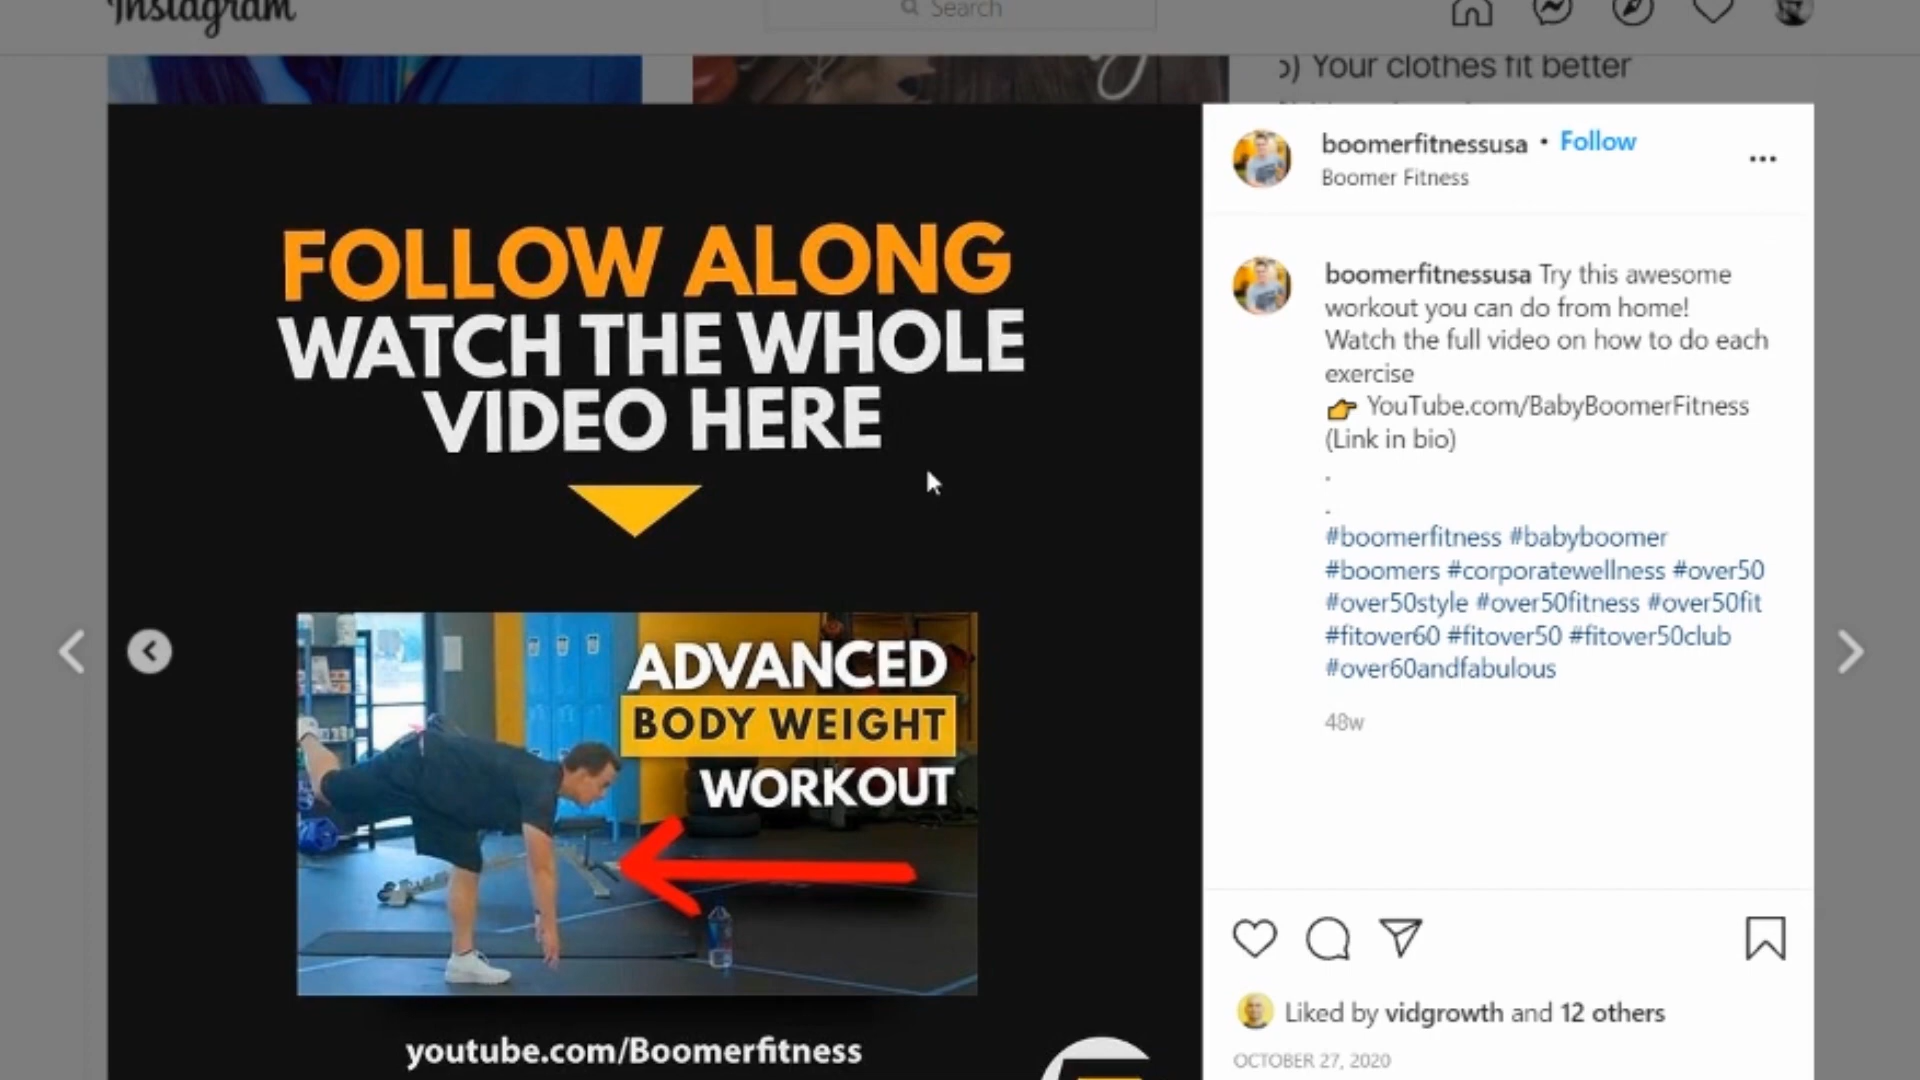 Instagram
Search
Your clothes fit better
FOLLOW ALONG
WATCH THE WHOLE
VIDEO HERE
ADVANCED
BODY WEIGHT
WORKOUT
youtube.com/Boomerfitness
boomerfitnessusa • Follow
Boomer Fitness
boomerfitnessusa Try this awesome
workout you can do from home!
Watch the full video on how to do each
exercise
👉 YouTube.com/BabyBoomerFitness
(Link in bio)
.
.
#boomerfitness #babyboomer
#boomers #corporatewellness #over50
#over50style #over50fitness #over50fit
#fitover60 #fitover50 #fitover50club
#over60andfabulous
48w
Liked by vidgrowth and 12 others
OCTOBER 27, 2020